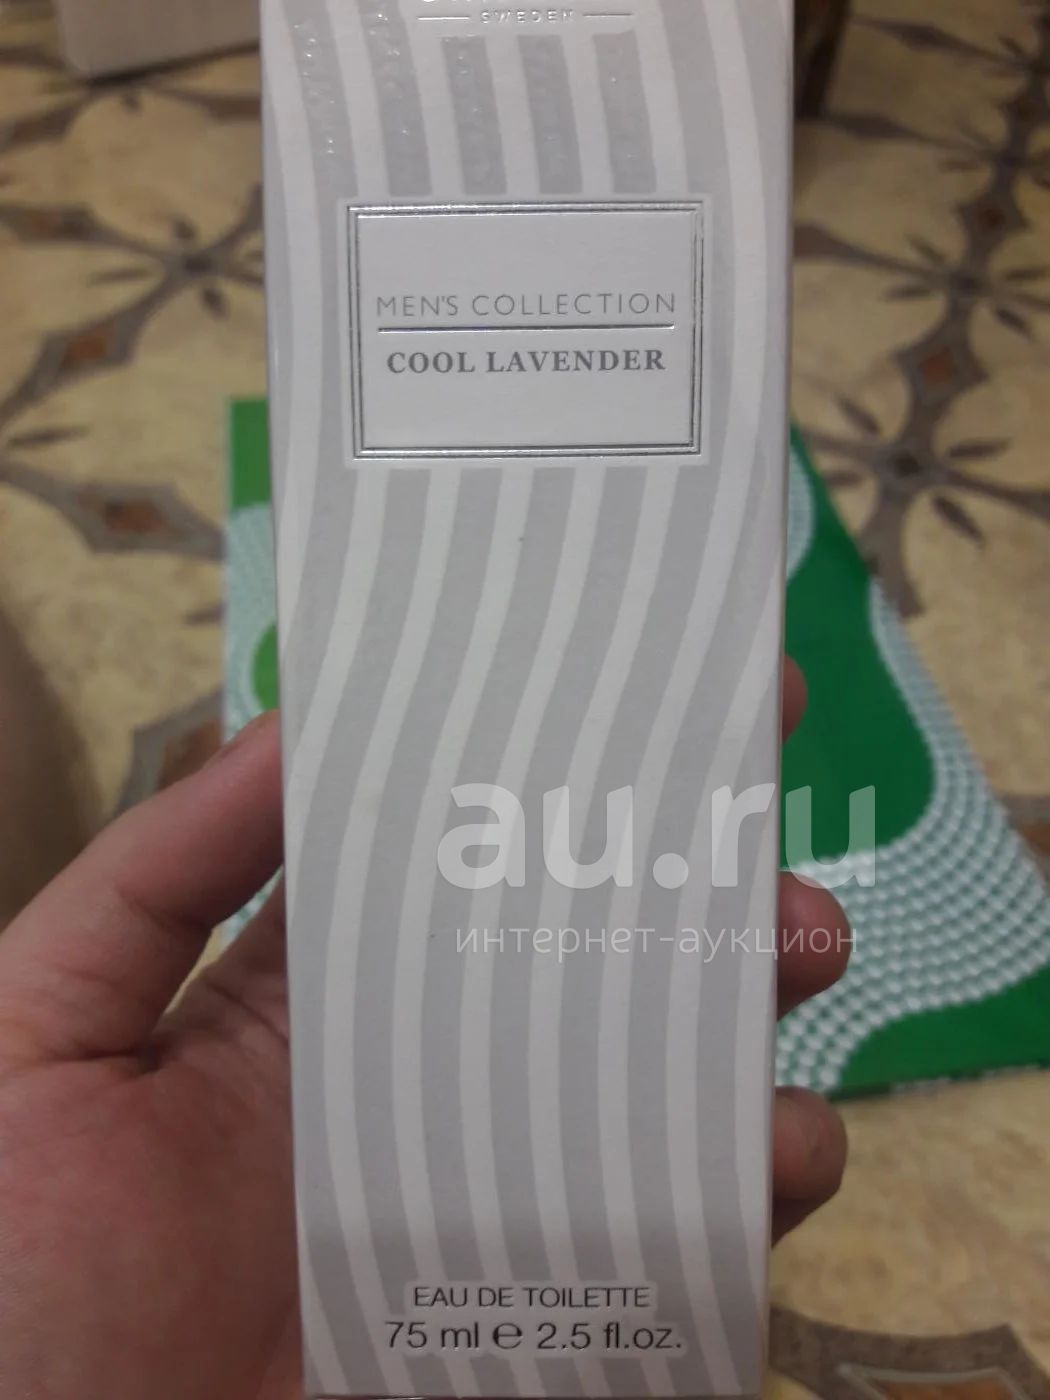 SWEDEN
MEN'S COLLECTION
COOL LAVENDER
au.ru
интернет-аукцион
EAU DE TOILETTE
75 ml ℮ 2.5 fl.oz.